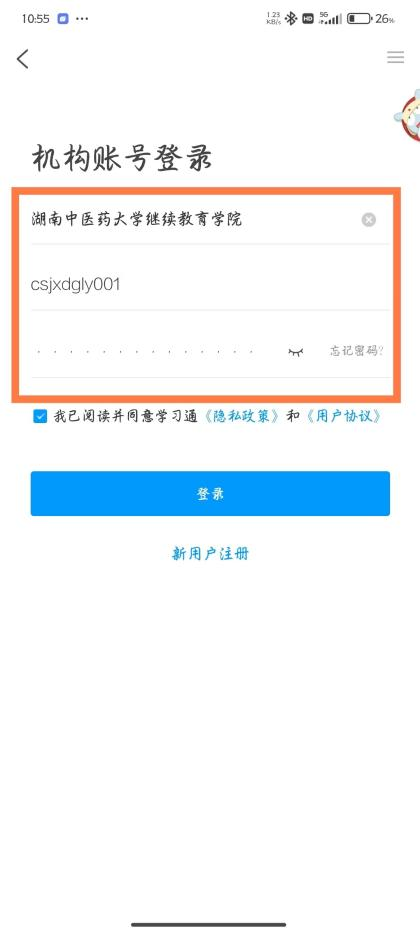 10:55
1.23 KB/s HD 5G 26%
机构账号登录
湖南中医药大学继续教育学院
csjxdgly001
忘记密码?
我已阅读并同意学习通《隐私政策》和《用户协议》
登录
新用户注册